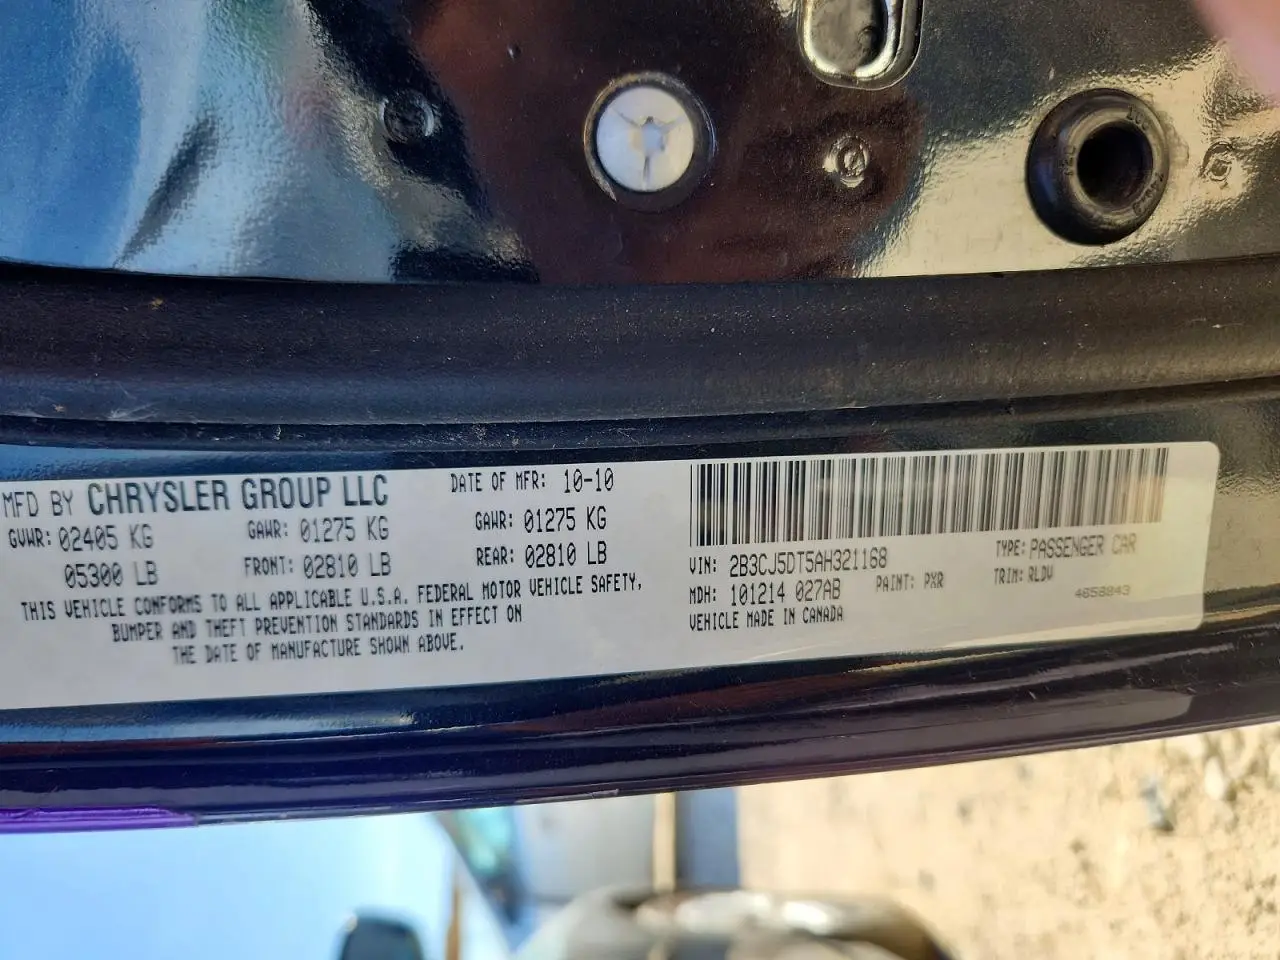 MFD BY CHRYSLER GROUP LLC DATE OF MFR: 10-10
GVWR: 02405 KG GAWR: 01275 KG GAWR: 01275 KG
05300 LB FRONT: 02810 LB REAR: 02810 LB
THIS VEHICLE CONFORMS TO ALL APPLICABLE U.S.A. FEDERAL MOTOR VEHICLE SAFETY,
BUMPER AND THEFT PREVENTION STANDARDS IN EFFECT ON
THE DATE OF MANUFACTURE SHOWN ABOVE.
VIN: 2B3CJ5DT5AH321168 TYPE: PASSENGER CAR
MDH: 101214 027AB PAINT: PXR TRIM: RLDV
4658843
VEHICLE MADE IN CANADA